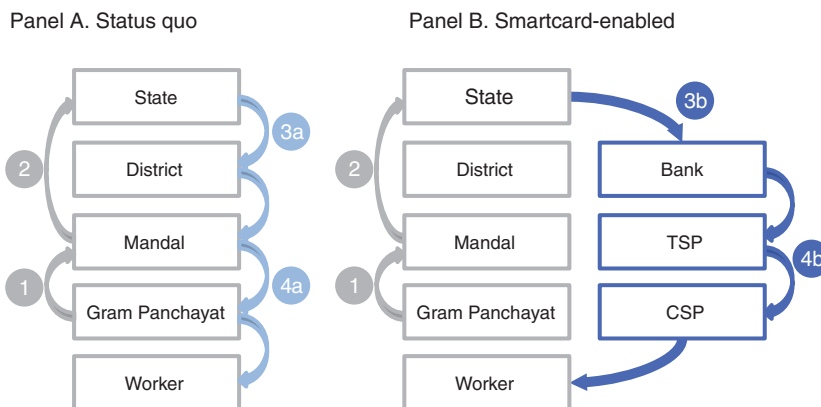 Panel A. Status quo
State
3a
2
District
Mandal
1
4a
Gram Panchayat
Worker
Panel B. Smartcard-enabled
State
3b
2
District
Bank
Mandal
TSP
4b
1
Gram Panchayat
CSP
Worker